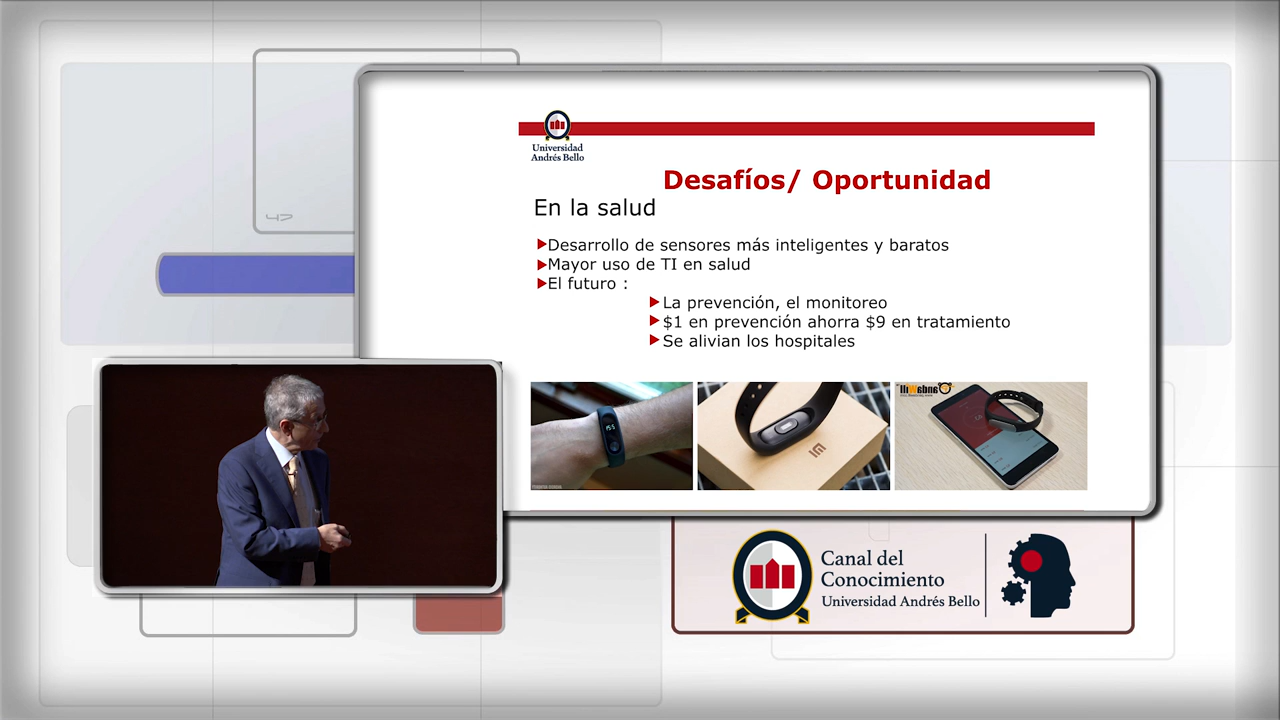 Universidad
Andrés Bello
Desafíos/ Oportunidad
En la salud
Desarrollo de sensores más inteligentes y baratos
Mayor uso de TI en salud
El futuro :
La prevención, el monitoreo
$1 en prevención ahorra $9 en tratamiento
Se alivian los hospitales
Canal del
Conocimiento
Universidad Andrés Bello